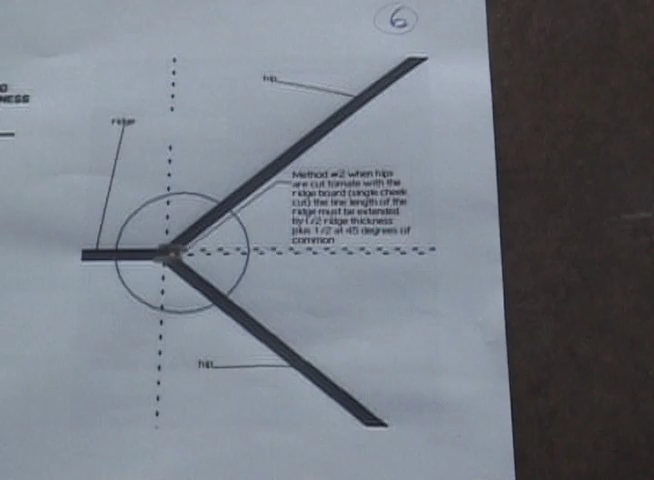 6
NESS
ridge
hip
Method #2 when hips
are cut tomate with the
ridge board (single cheek
cut) the line length of the
ridge must be extended
by 1/2 ridge thickness
plus 1/2 at 45 degrees of
common
hip